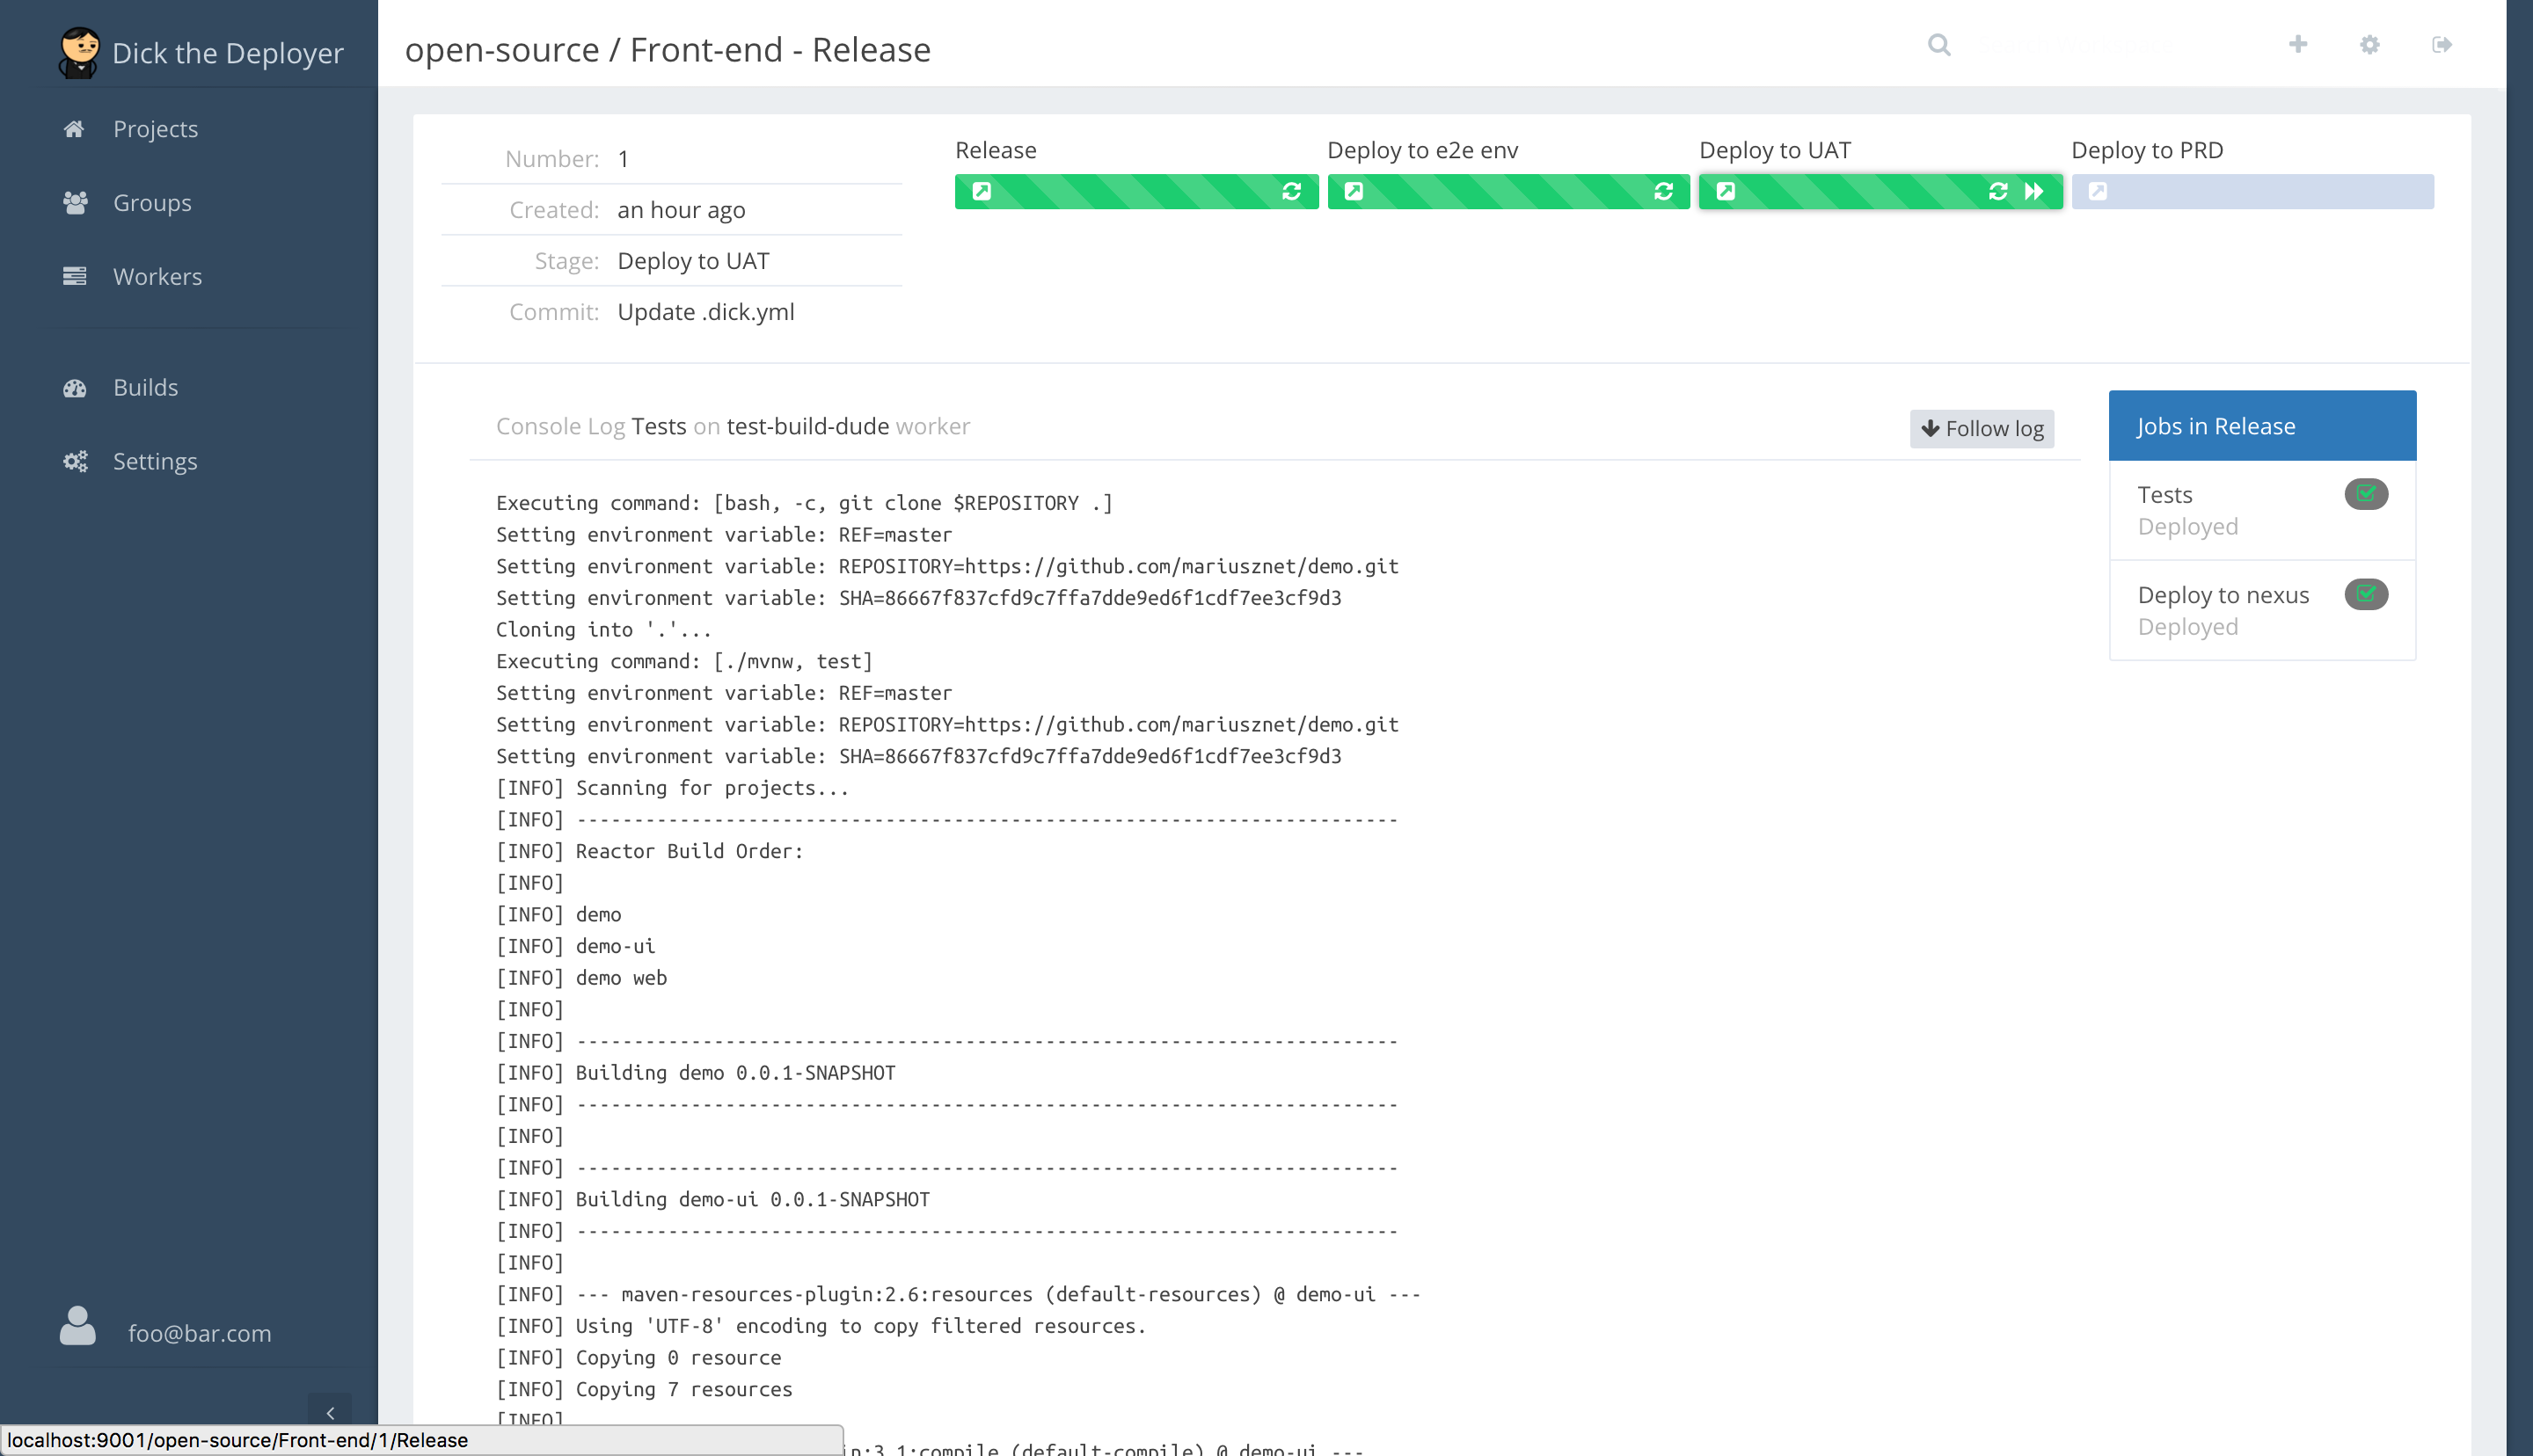 Dick the Deployer
Projects
Groups
Workers
Builds
Settings
foo@bar.com
open-source / Front-end - Release
Number: 1
Created: an hour ago
Stage: Deploy to UAT
Commit: Update .dick.yml
Release
Deploy to e2e env
Deploy to UAT
Deploy to PRD
Console Log Tests on test-build-dude worker
Follow log
Executing command: [bash, -c, git clone $REPOSITORY .]
Setting environment variable: REF=master
Setting environment variable: REPOSITORY=https://github.com/mariusznet/demo.git
Setting environment variable: SHA=86667f837cfd9c7ffa7dde9ed6f1cdf7ee3cf9d3
Cloning into '.'...
Executing command: [./mvnw, test]
Setting environment variable: REF=master
Setting environment variable: REPOSITORY=https://github.com/mariusznet/demo.git
Setting environment variable: SHA=86667f837cfd9c7ffa7dde9ed6f1cdf7ee3cf9d3
[INFO] Scanning for projects...
[INFO] ------------------------------------------------------------------------
[INFO] Reactor Build Order:
[INFO]
[INFO] demo
[INFO] demo-ui
[INFO] demo web
[INFO]
[INFO] ------------------------------------------------------------------------
[INFO] Building demo 0.0.1-SNAPSHOT
[INFO] ------------------------------------------------------------------------
[INFO]
[INFO] ------------------------------------------------------------------------
[INFO] Building demo-ui 0.0.1-SNAPSHOT
[INFO] ------------------------------------------------------------------------
[INFO]
[INFO] --- maven-resources-plugin:2.6:resources (default-resources) @ demo-ui ---
[INFO] Using 'UTF-8' encoding to copy filtered resources.
[INFO] Copying 0 resource
[INFO] Copying 7 resources
[INFO]
in:3.1:compile (default-compile) @ demo-ui ---
Jobs in Release
Tests
Deployed
Deploy to nexus
Deployed
localhost:9001/open-source/Front-end/1/Release